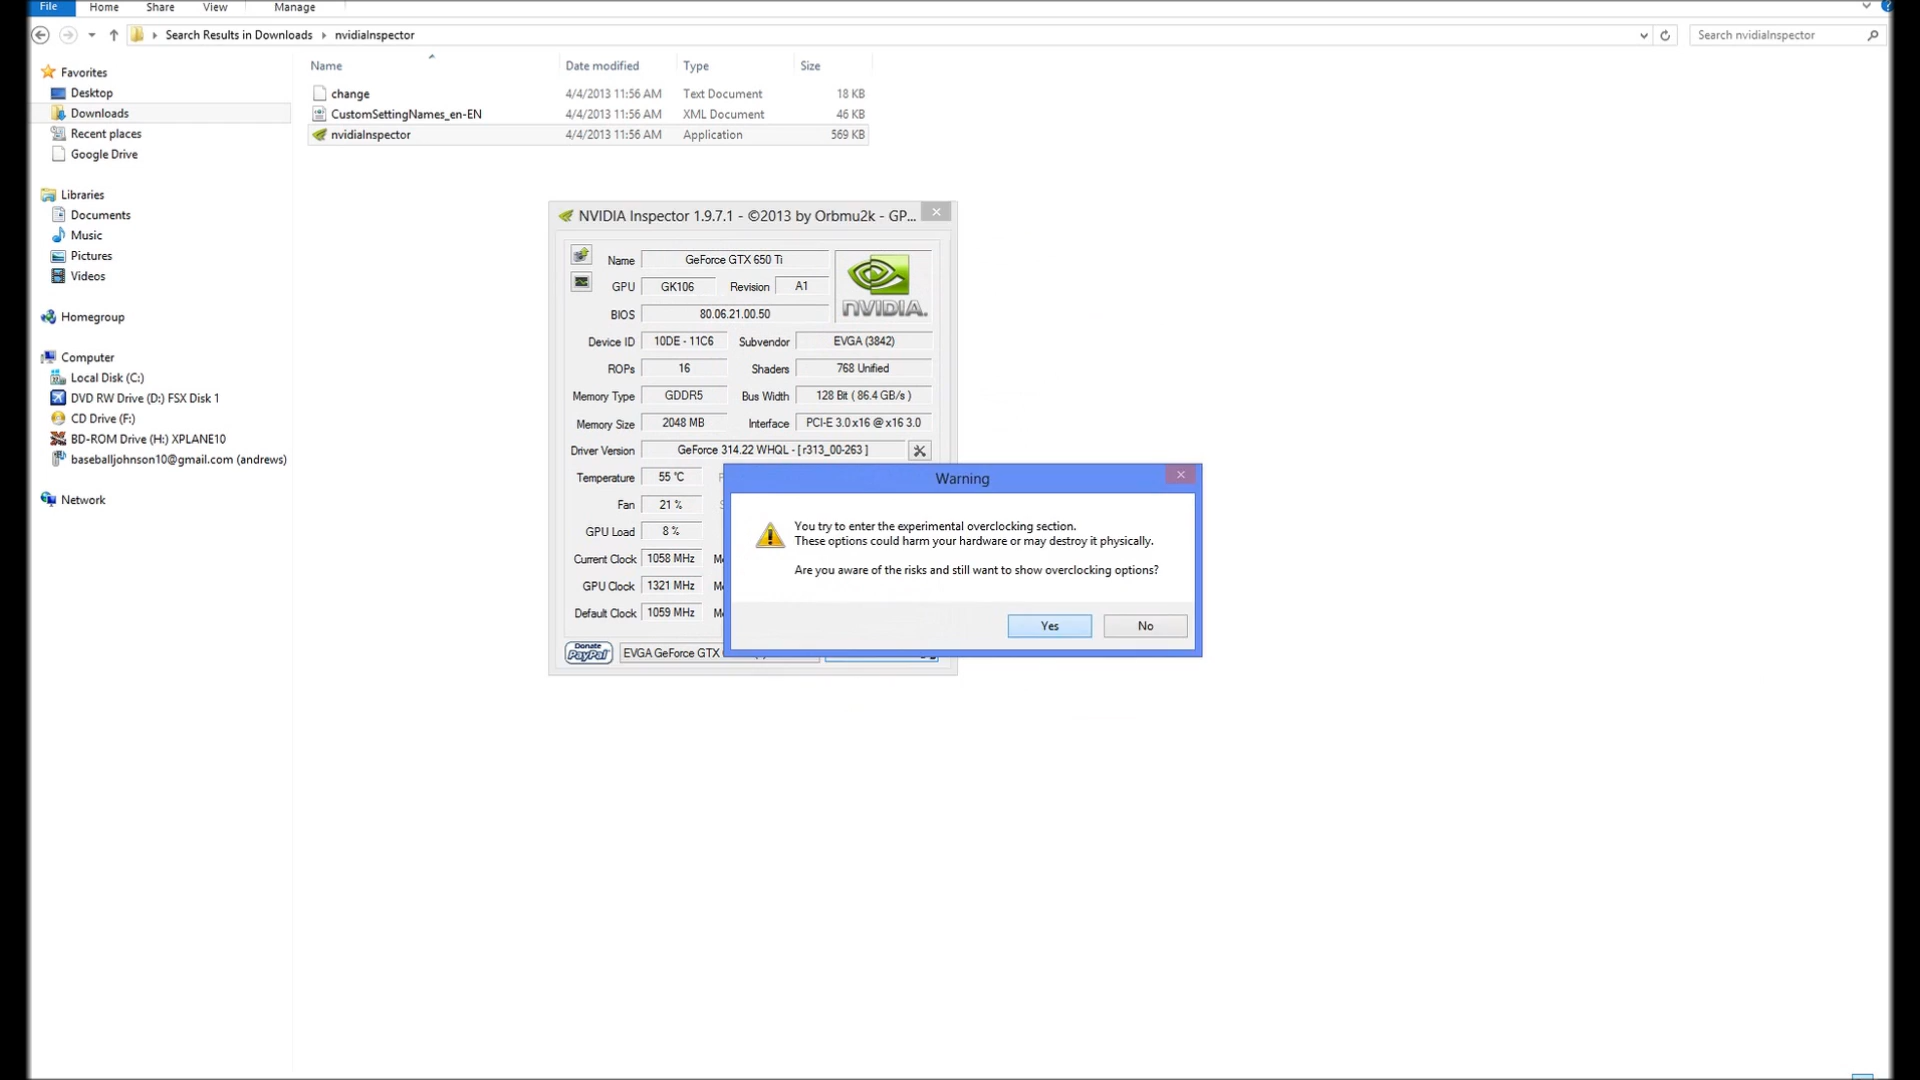 File Home Share View Manage
Search Results in Downloads nvidiaInspector Search nvidiaInspector
Name Date modified Type Size
Favorites
Desktop
Downloads
Recent places
Google Drive
Libraries
Documents
Music
Pictures
Videos
Homegroup
Computer
Local Disk (C:)
DVD RW Drive (D:) FSX Disk 1
CD Drive (F:)
BD-ROM Drive (H:) XPLANE10
baseballjohnson10@gmail.com (andrews)
Network
change 4/4/2013 11:56 AM Text Document 18 KB
CustomSettingNames_en-EN 4/4/2013 11:56 AM XML Document 46 KB
nvidiaInspector 4/4/2013 11:56 AM Application 569 KB
NVIDIA Inspector 1.9.7.1 - ©2013 by Orbmu2k - GP...
Name GeForce GTX 650 Ti
GPU GK106 Revision A1
NVIDIA.
BIOS 80.06.21.00.50
Device ID 10DE - 11C6 Subvendor EVGA (3842)
ROPs 16 Shaders 768 Unified
Memory Type GDDR5 Bus Width 128 Bit ( 86.4 GB/s )
Memory Size 2048 MB Interface PCI-E 3.0 x16 @ x16 3.0
Driver Version GeForce 314.22 WHQL - [ r313_00-263 ]
Temperature 55 °C
Fan 21 %
GPU Load 8 %
Current Clock 1058 MHz
GPU Clock 1321 MHz
Default Clock 1059 MHz
Donate PayPal EVGA GeForce GTX
Warning
You try to enter the experimental overclocking section.
These options could harm your hardware or may destroy it physically.
Are you aware of the risks and still want to show overclocking options?
Yes No